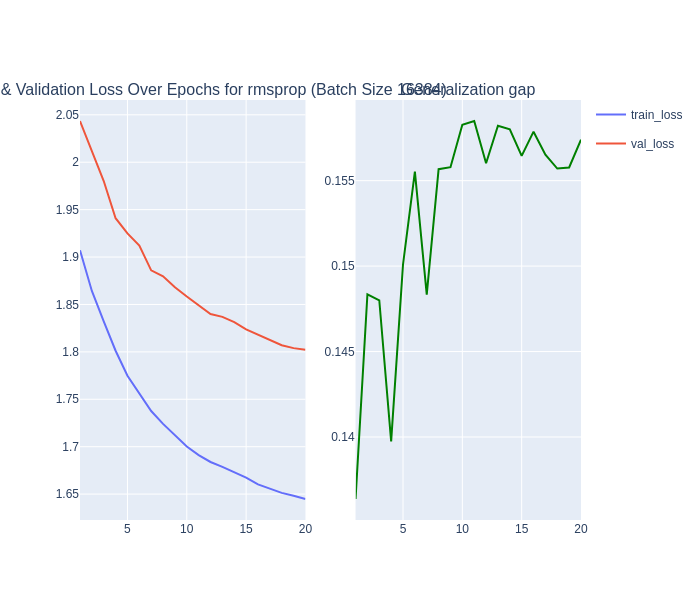 & Validation Loss Over Epochs for rmsprop (Batch Size 16384)
Generalization gap
train_loss
val_loss
2.05
2
1.95
1.9
1.85
1.8
1.75
1.7
1.65
5 10 15 20
0.155
0.15
0.145
0.14
5 10 15 20